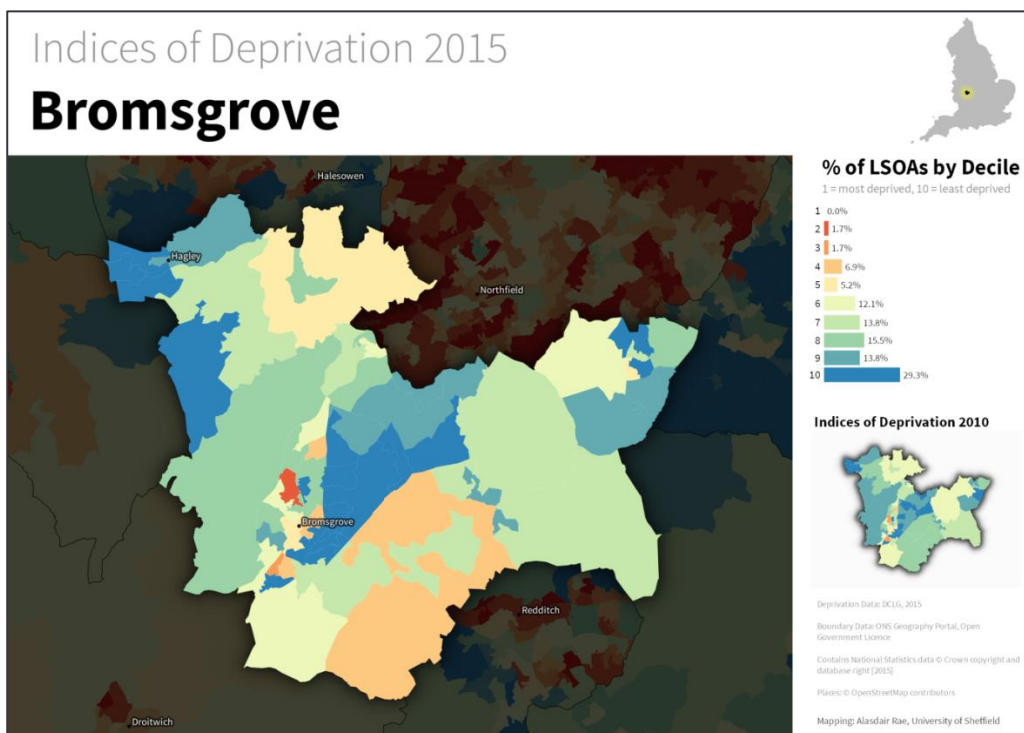 Indices of Deprivation 2015
Bromsgrove
Halesowen
Hagley
Northfield
Bromsgrove
Redditch
Droitwich
% of LSOAs by Decile
1 = most deprived, 10 = least deprived
1 0.0%
2 1.7%
3 1.7%
4 6.9%
5 5.2%
6 12.1%
7 13.8%
8 15.5%
9 13.8%
10 29.3%
Indices of Deprivation 2010
Deprivation Data: DCLG, 2015
Boundary Data: ONS Geography Portal, Open
Government Licence
Contains National Statistics data © Crown copyright and
database right [2015]
Places: © OpenStreetMap contributors
Mapping: Alasdair Rae, University of Sheffield